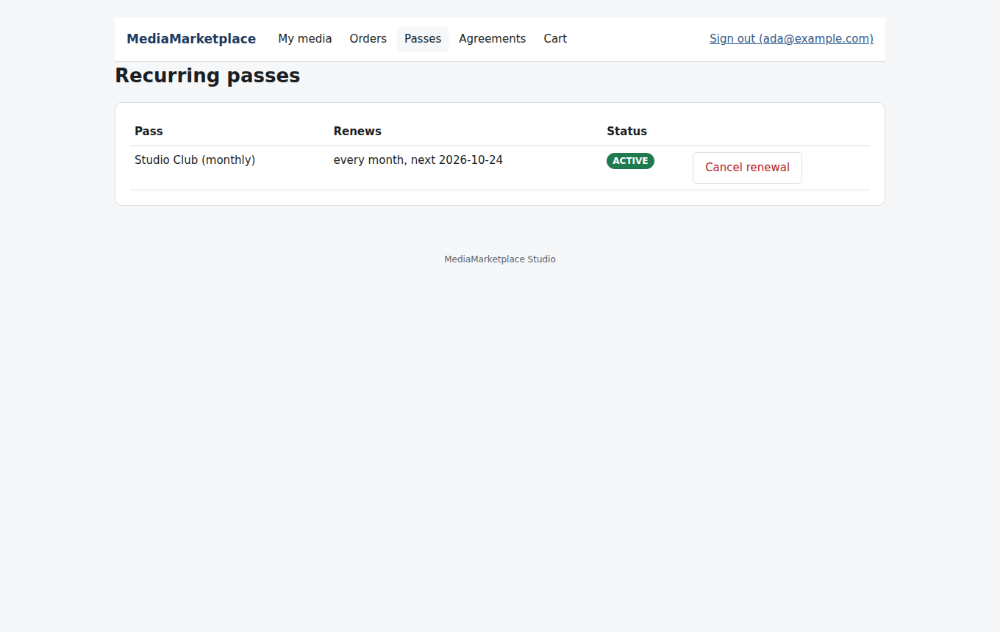 MediaMarketplace My media Orders Passes Agreements Cart Sign out (ada@example.com)
Recurring passes
Pass Renews Status
Studio Club (monthly) every month, next 2026-10-24 ACTIVE Cancel renewal
MediaMarketplace Studio